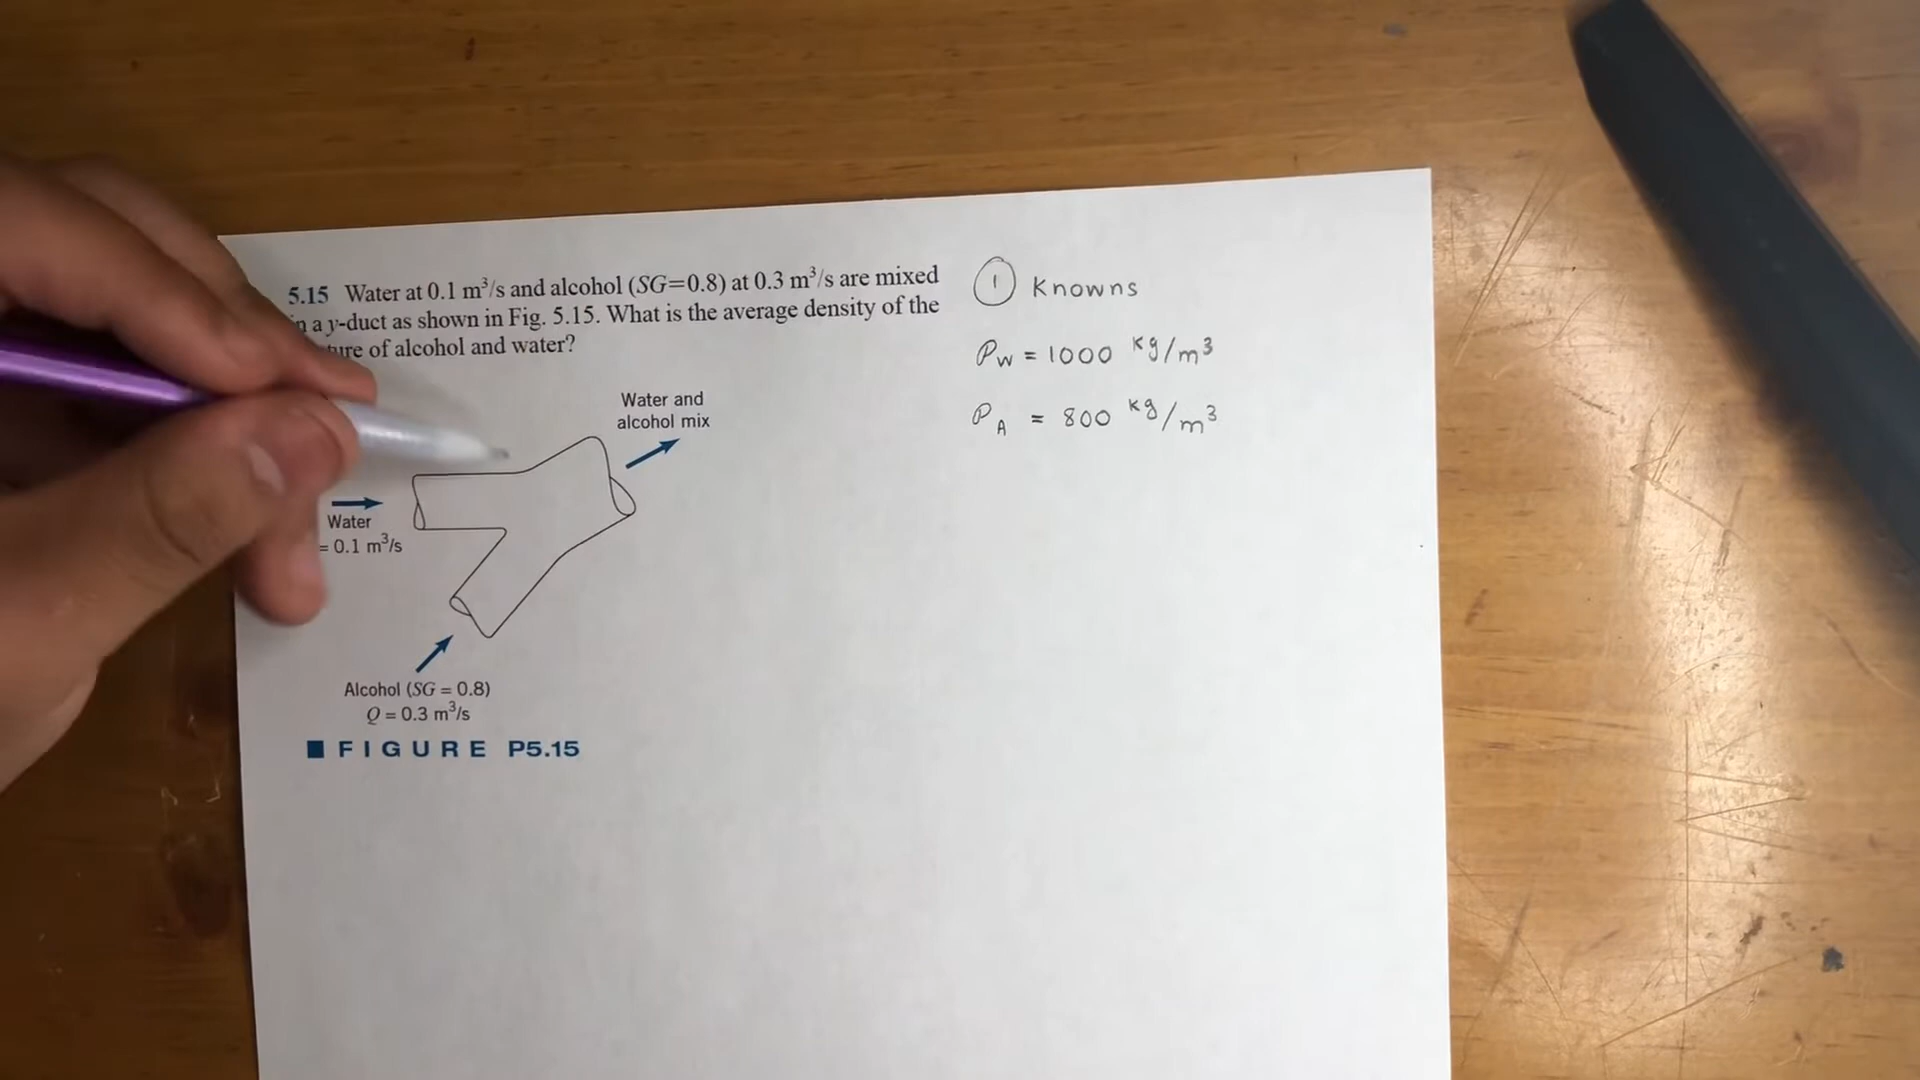 5.15 Water at 0.1 m³/s and alcohol (SG=0.8) at 0.3 m³/s are mixed
a y-duct as shown in Fig. 5.15. What is the average density of the
of alcohol and water?
Water and
alcohol mix
Water
= 0.1 m³/s
Alcohol (SG = 0.8)
Q = 0.3 m³/s
■ FIGURE P5.15
① Knowns
ρw = 1000 kg/m³
ρA = 800 kg/m³